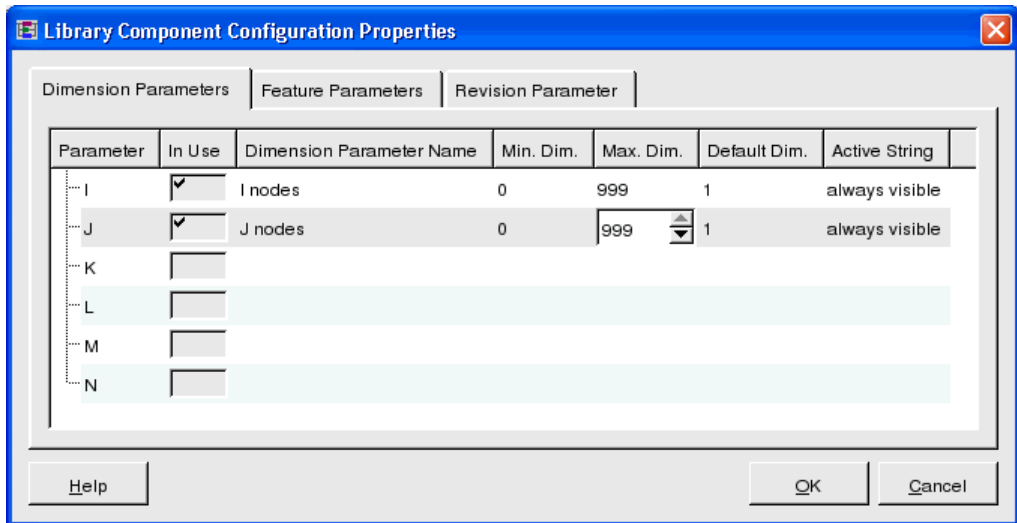 Library Component Configuration Properties
Dimension Parameters Feature Parameters Revision Parameter
Parameter In Use Dimension Parameter Name Min. Dim. Max. Dim. Default Dim. Active String
I I nodes 0 999 1 always visible
J J nodes 0 999 1 always visible
K
L
M
N
Help OK Cancel